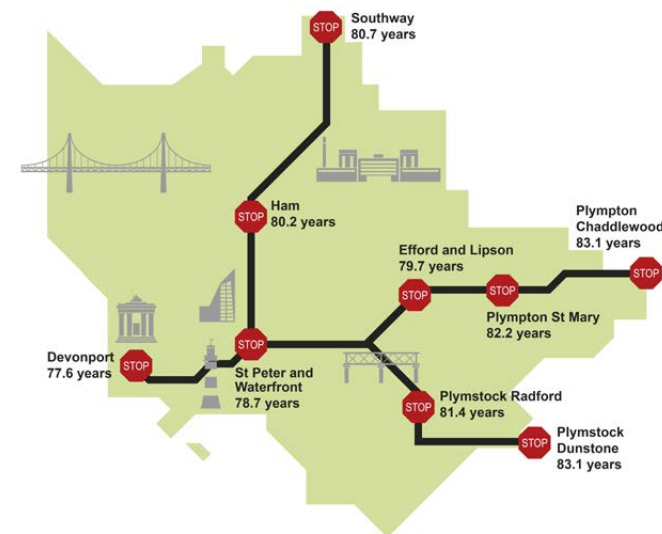 STOP
Southway
80.7 years
STOP
Ham
80.2 years
Plympton
Chaddlewood
83.1 years
STOP
Efford and Lipson
79.7 years
STOP
STOP
Plympton St Mary
82.2 years
Devonport
77.6 years
STOP
STOP
St Peter and
Waterfront
78.7 years
Plymstock Radford
81.4 years
STOP
STOP
Plymstock
Dunstone
83.1 years